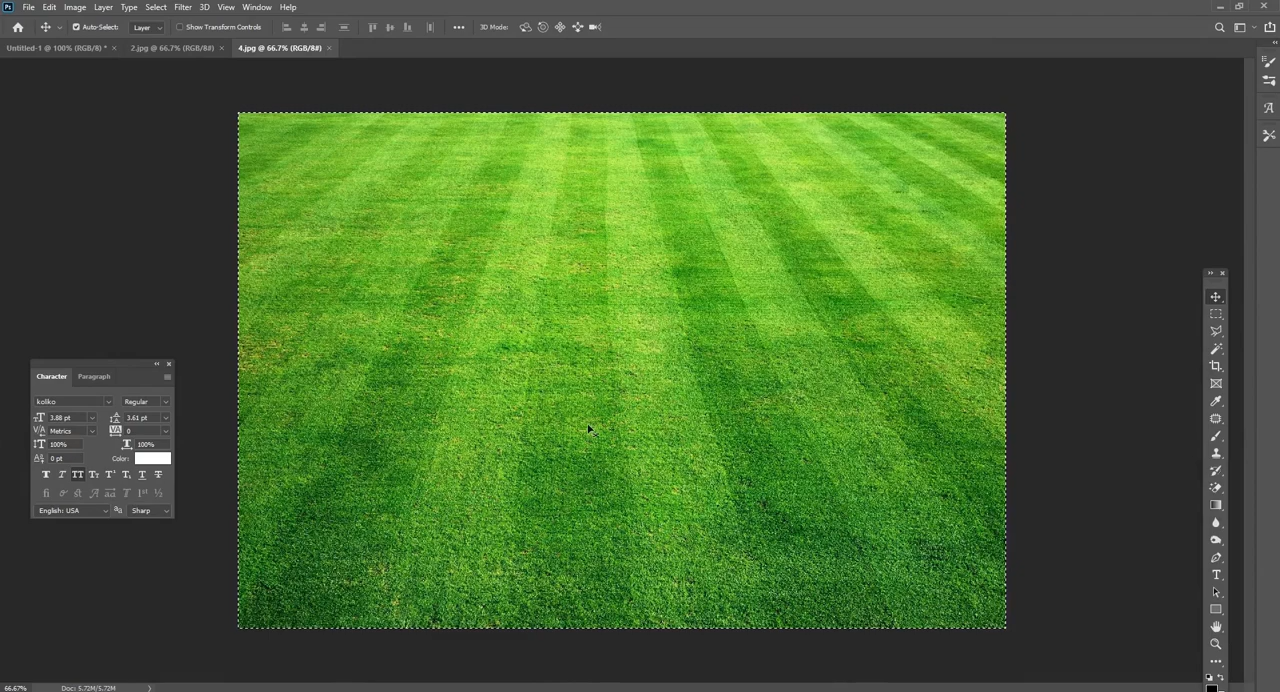 Ps File Edit Image Layer Type Select Filter 3D View Window Help
Auto-Select: Layer Show Transform Controls 3D Mode:
Untitled-1 @ 100% (RGB/8) * × 2.jpg @ 66.7% (RGB/8#) × 4.jpg @ 66.7% (RGB/8#) ×
Character Paragraph
koliko Regular
3.88 pt 3.61 pt
Metrics 0
100% 100%
0 pt Color:
English: USA Sharp
66.67% Doc: 5.72M/5.72M